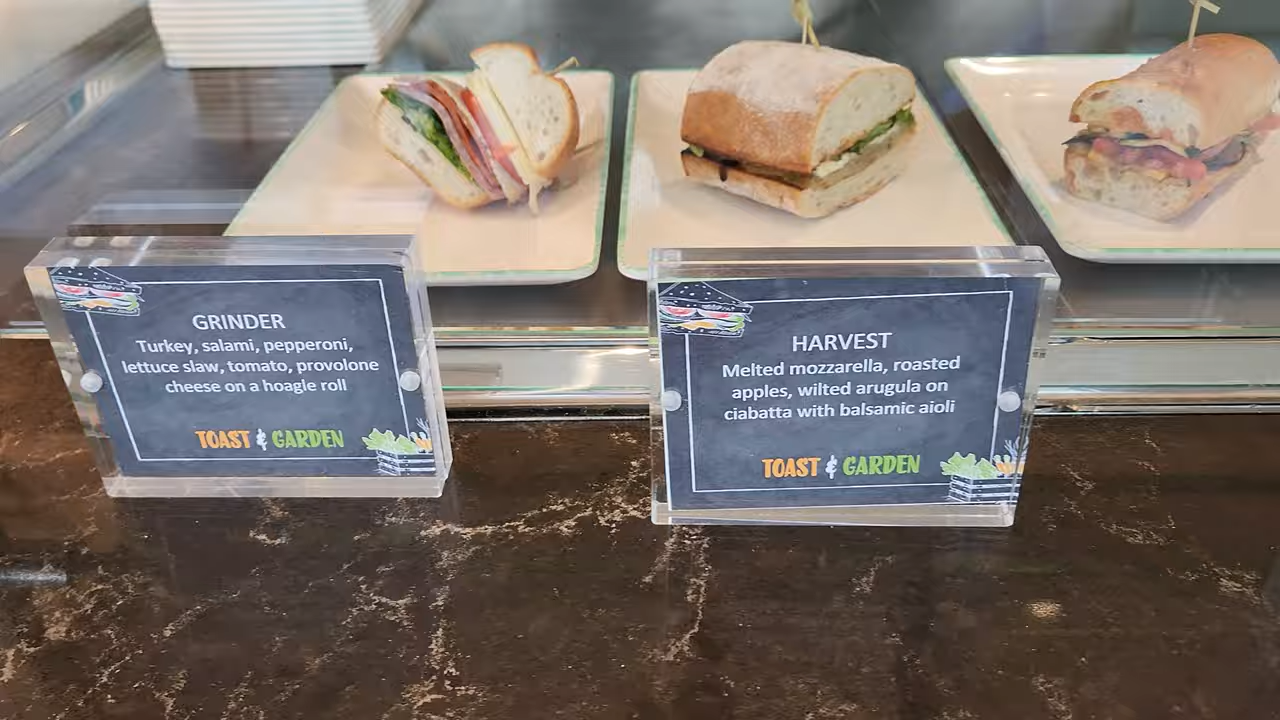 GRINDER
Turkey, salami, pepperoni,
lettuce slaw, tomato, provolone
cheese on a hoagie roll
TOAST & GARDEN
HARVEST
Melted mozzarella, roasted
apples, wilted arugula on
ciabatta with balsamic aioli
TOAST & GARDEN